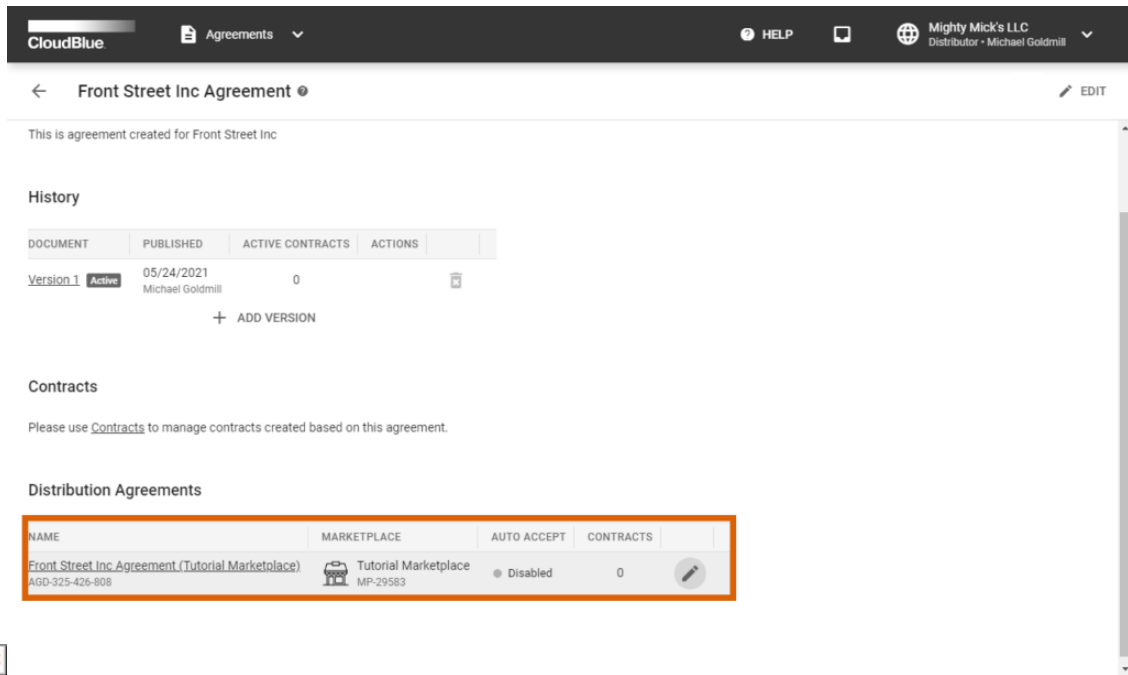 CloudBlue.
Agreements
HELP
Mighty Mick's LLC
Distributor • Michael Goldmill
Front Street Inc Agreement
EDIT
This is agreement created for Front Street Inc
History
DOCUMENT PUBLISHED ACTIVE CONTRACTS ACTIONS
Version 1 Active 05/24/2021 0
Michael Goldmill
+ ADD VERSION
Contracts
Please use Contracts to manage contracts created based on this agreement.
Distribution Agreements
NAME MARKETPLACE AUTO ACCEPT CONTRACTS
Front Street Inc Agreement (Tutorial Marketplace) Tutorial Marketplace Disabled 0
AGD-325-426-808 MP-29583